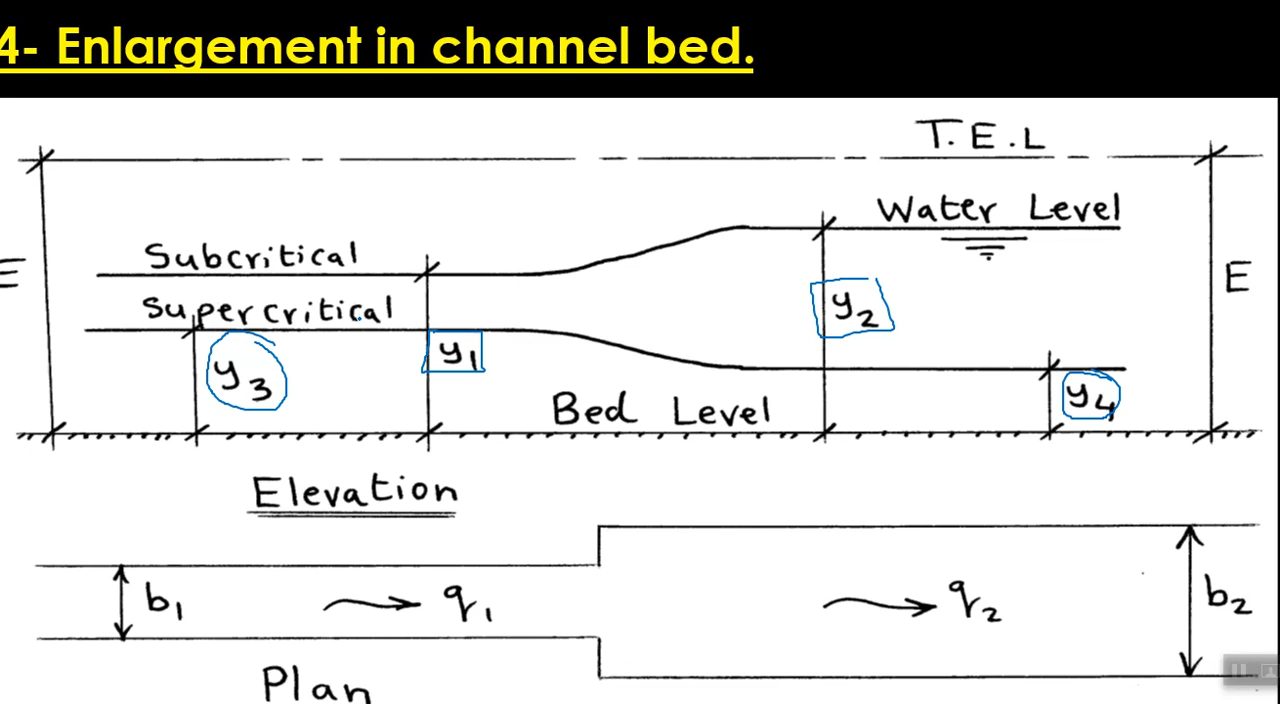 4- Enlargement in channel bed.
T.E.L
Water Level
Subcritical
E
E
Supercritical
y2
y1
y3
y4
Bed Level
Elevation
b1
q1
q2
b2
Plan